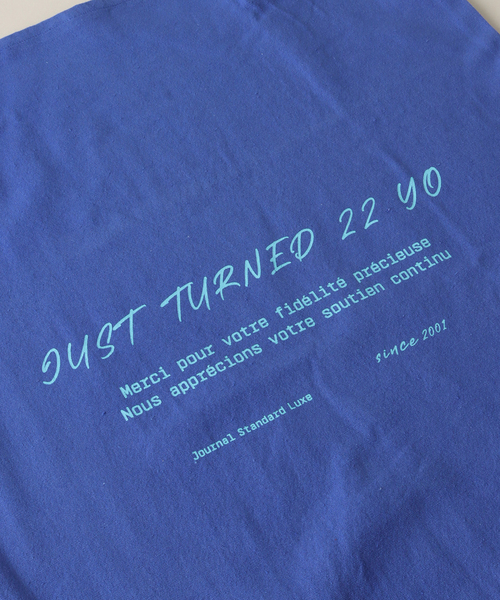 JUST TURNED 22 YO
Merci pour votre fidélité précieuse
Nous apprécions votre soutien continu
since 2001
Journal Standard Luxe